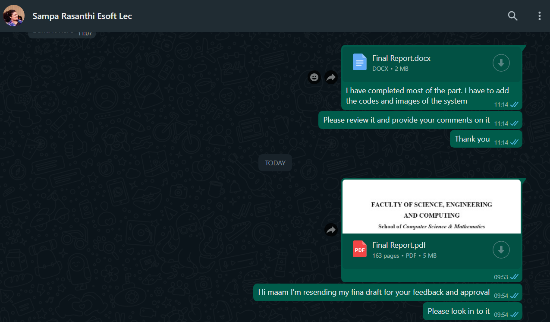 Sampa Rasanthi Esoft Lec
11:07
Final Report.docx
DOCX • 2 MB
I have completed most of the part. I have to add
the codes and images of the system
11:14
Please review it and provide your comments on it 11:14
Thank you 11:14
TODAY
FACULTY OF SCIENCE, ENGINEERING
AND COMPUTING
School of Computer Science & Mathematics
Final Report.pdf
PDF
163 pages • PDF • 5 MB
09:53
Hi maam I'm resending my fina draft for your feedback and approval 09:54
Please look in to it 09:54